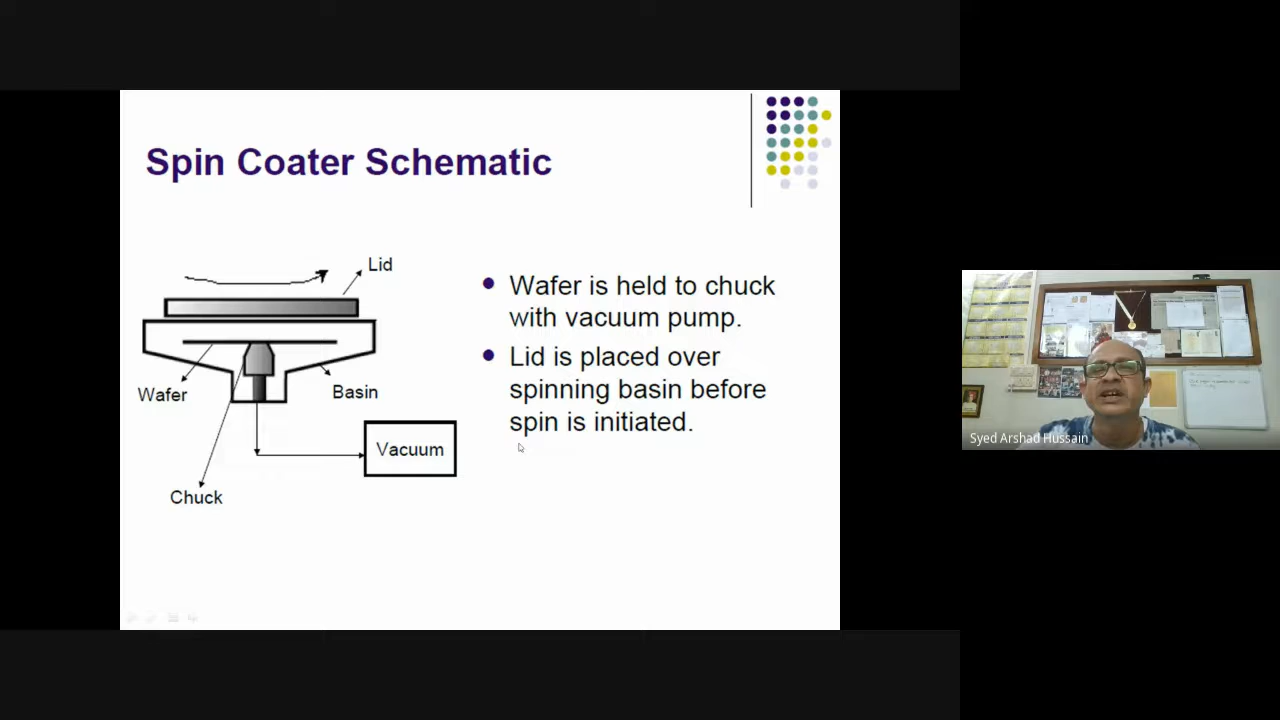 Spin Coater Schematic
Lid
Wafer
Basin
Vacuum
Chuck
Wafer is held to chuck
with vacuum pump.
Lid is placed over
spinning basin before
spin is initiated.
Syed Arshad Hussain